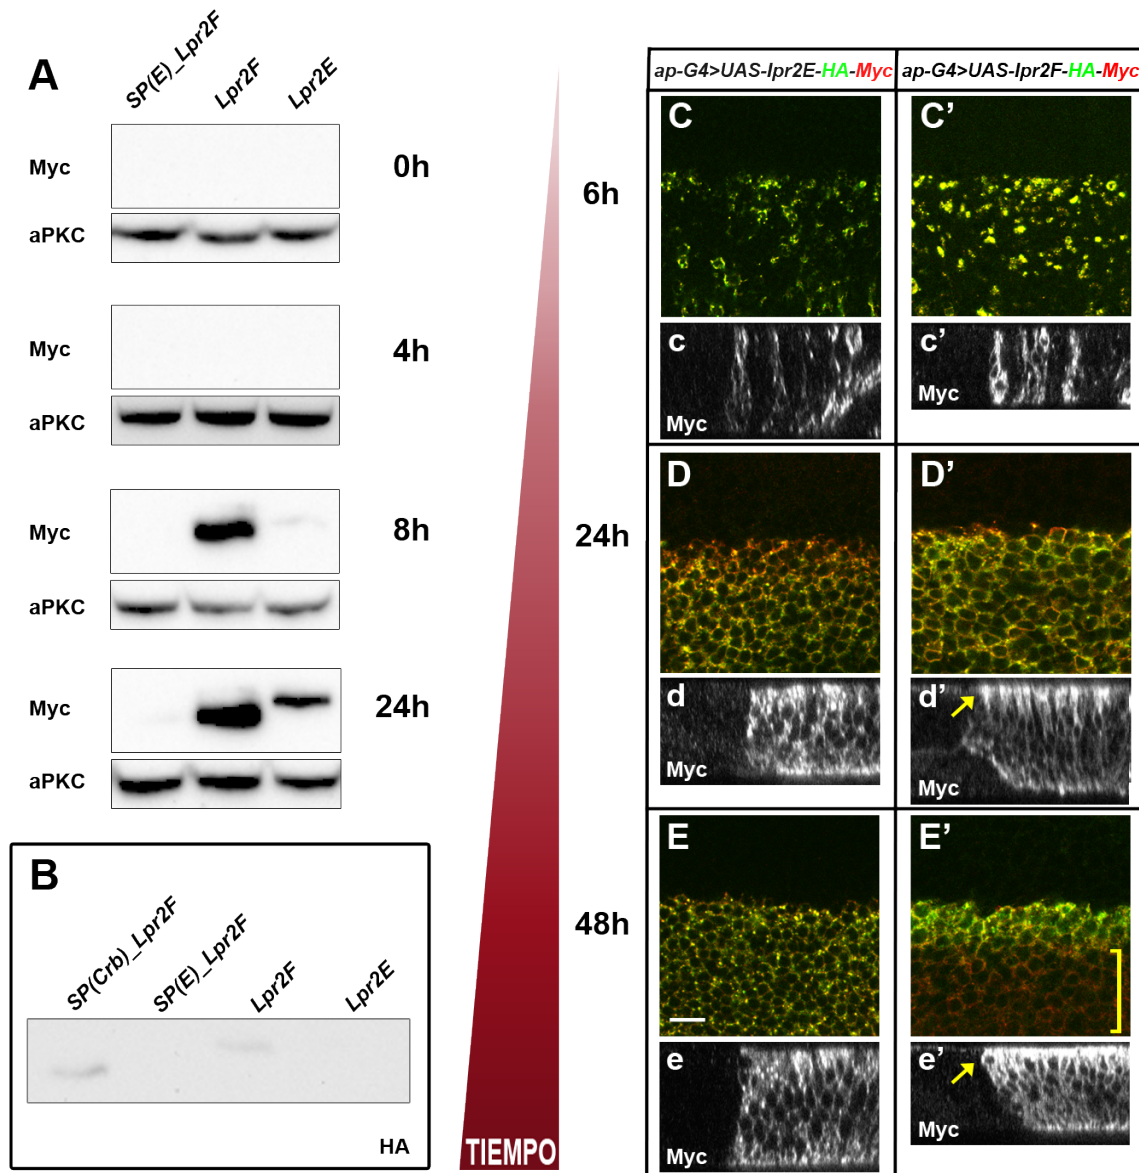 A
SP(E)_Lpr2F
Lpr2F
Lpr2E
Myc
0h
aPKC
Myc
4h
aPKC
Myc
8h
aPKC
Myc
24h
aPKC
B
SP(Crb)_Lpr2F
SP(E)_Lpr2F
Lpr2F
Lpr2E
HA
TIEMPO
ap-G4>UAS-lpr2E-HA-Myc
ap-G4>UAS-lpr2F-HA-Myc
6h
C
C'
c
Myc
c'
Myc
24h
D
D'
d
Myc
d'
Myc
48h
E
E'
e
Myc
e'
Myc